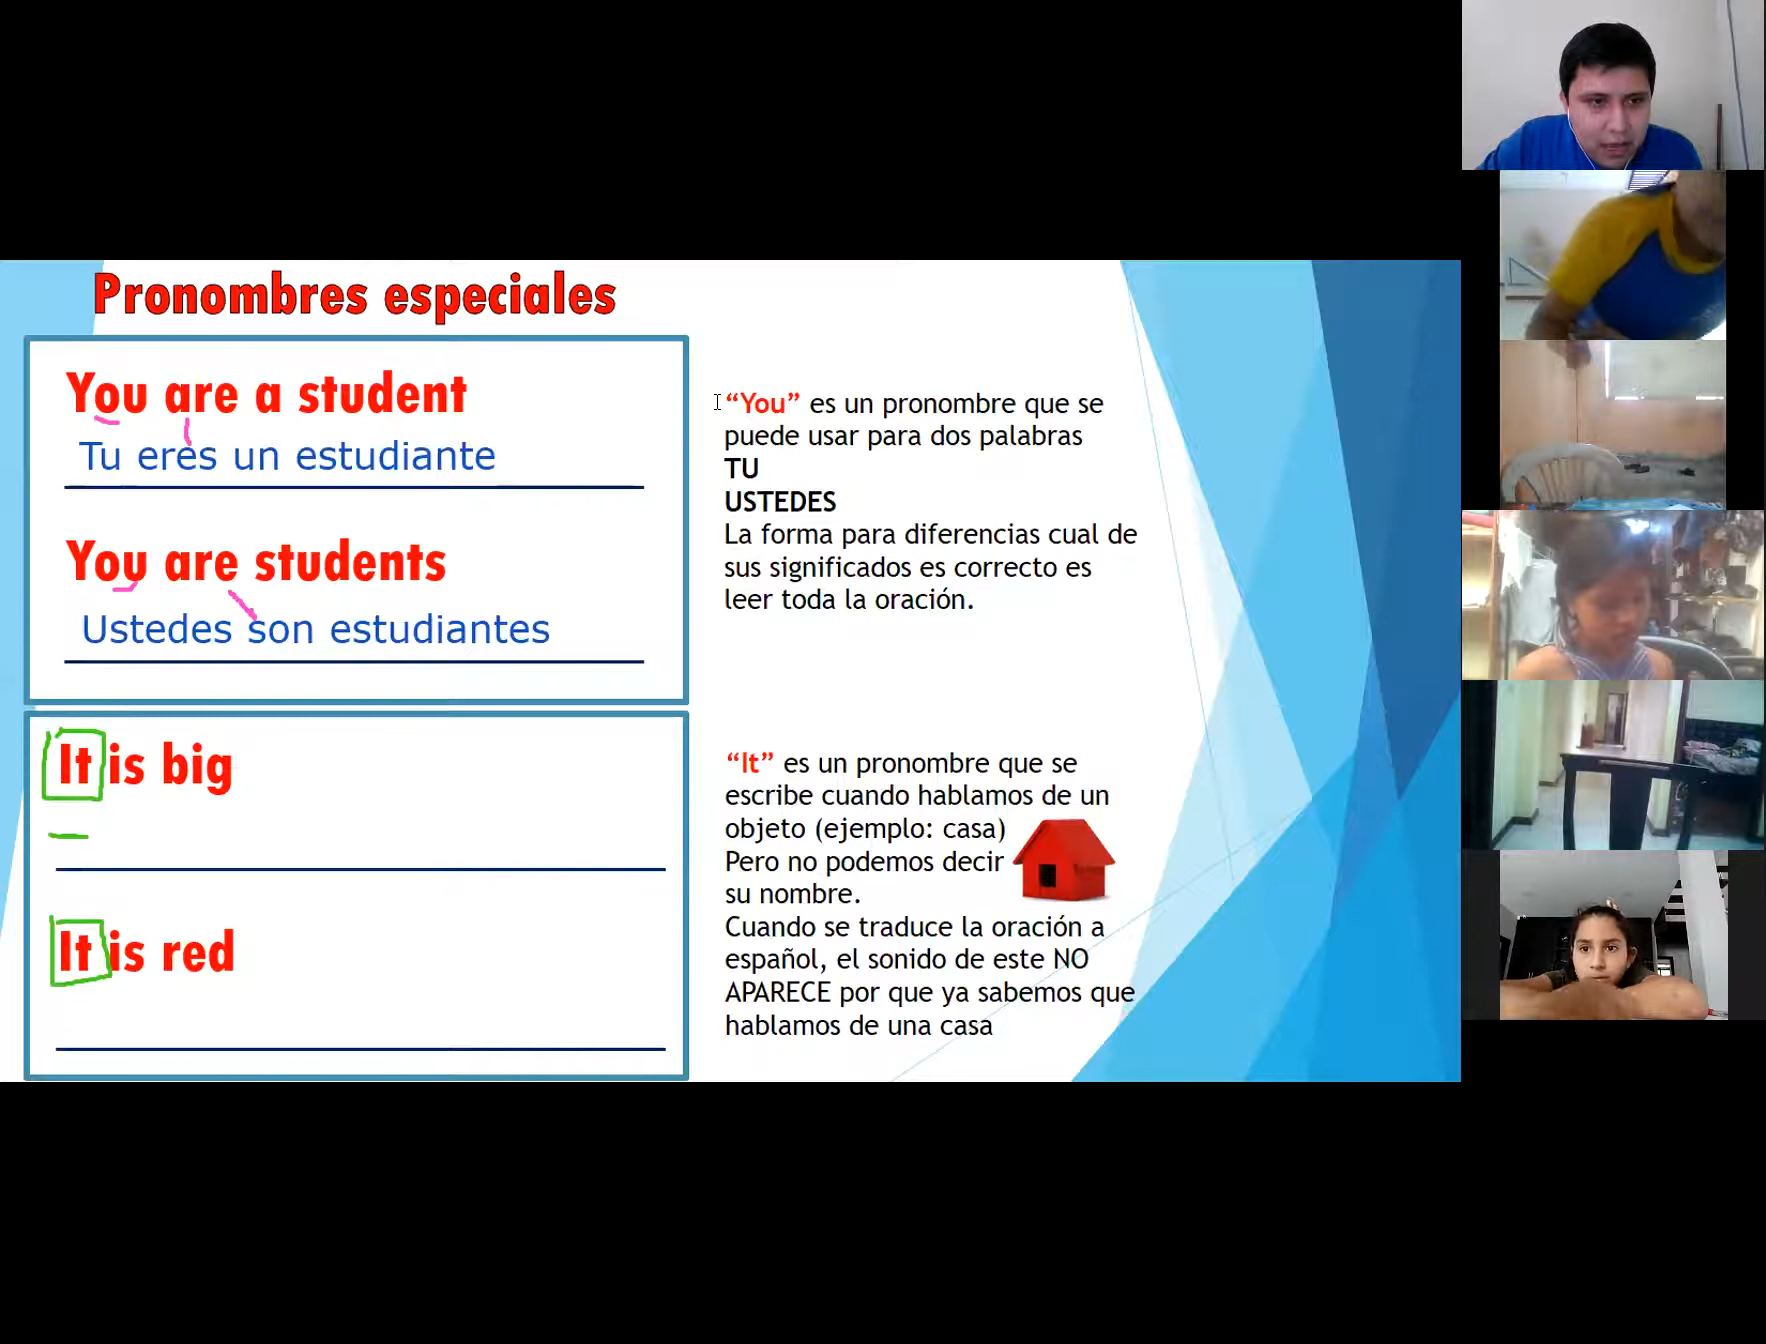 Pronombres especiales
You are a student
Tu eres un estudiante
You are students
Ustedes son estudiantes
It is big
It is red
“You” es un pronombre que se
puede usar para dos palabras
TU
USTEDES
La forma para diferencias cual de
sus significados es correcto es
leer toda la oración.
“It” es un pronombre que se
escribe cuando hablamos de un
objeto (ejemplo: casa)
Pero no podemos decir
su nombre.
Cuando se traduce la oración a
español, el sonido de este NO
APARECE por que ya sabemos que
hablamos de una casa